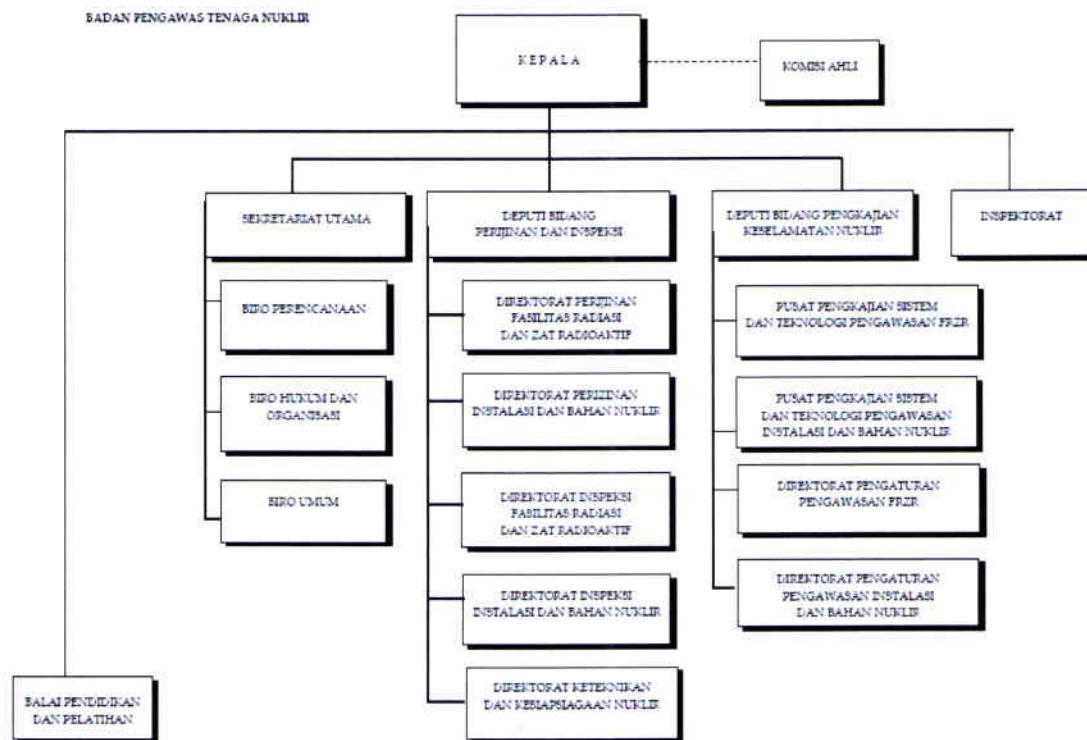 BADAN PENGAWAS TENAGA NUKLIR
KEPALA
KOMISI AHLI
SEKRETARIAT UTAMA
DEPUTI BIDANG
PERIJINAN DAN INSPEKSI
DEPUTI BIDANG PENGKAJIAN
KESELAMATAN NUKLIR
INSPEKTORAT
BIRO PERENCANAAN
BIRO HUKUM DAN
ORGANISASI
BIRO UMUM
DIREKTORAT PERIJINAN
FASILITAS RADIASI
DAN ZAT RADIOAKTIF
DIREKTORAT PERIZINAN
INSTALASI DAN BAHAN NUKLIR
DIREKTORAT INSPEKSI
FASILITAS RADIASI
DAN ZAT RADIOAKTIF
DIREKTORAT INSPEKSI
INSTALASI DAN BAHAN NUKLIR
DIREKTORAT KETEKNIKAN
DAN KESIAPSIAGAAN NUKLIR
PUSAT PENGKAJIAN SISTEM
DAN TEKNOLOGI PENGAWASAN FRZR
PUSAT PENGKAJIAN SISTEM
DAN TEKNOLOGI PENGAWASAN
INSTALASI DAN BAHAN NUKLIR
DIREKTORAT PENGATURAN
PENGAWASAN FRZR
DIREKTORAT PENGATURAN
PENGAWASAN INSTALASI
DAN BAHAN NUKLIR
BALAI PENDIDIKAN
DAN PELATIHAN